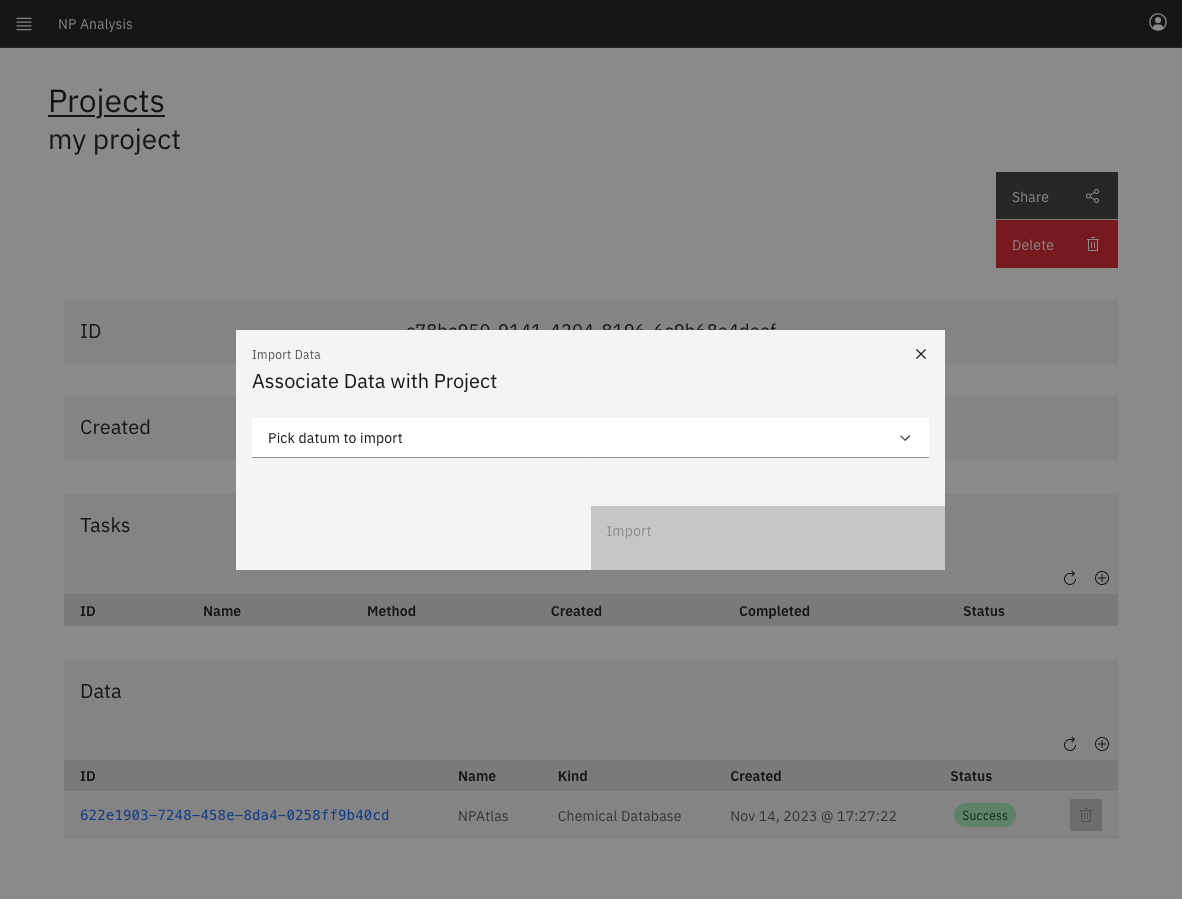 NP Analysis
Projects
my project
Share
Delete
ID
Import Data
Associate Data with Project
Pick datum to import
Import
Created
Tasks
ID Name Method Created Completed Status
Data
ID Name Kind Created Status
622e1903-7248-458e-8da4-0258ff9b40cd NPAtlas Chemical Database Nov 14, 2023 @ 17:27:22 Success